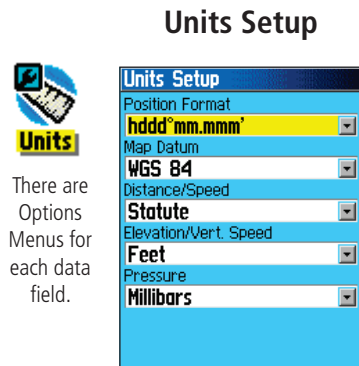 Units Setup
Units
There are
Options
Menus for
each data
field.
Units Setup
Position Format
hddd°mm.mmm'
Map Datum
WGS 84
Distance/Speed
Statute
Elevation/Vert. Speed
Feet
Pressure
Millibars